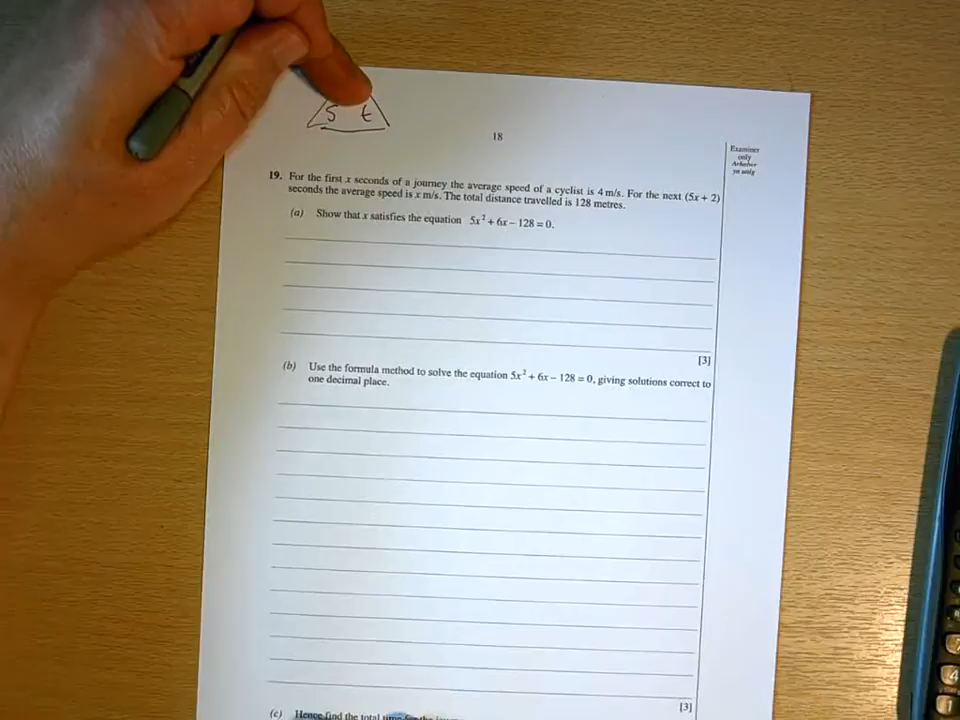 S t
18
Examiner
only
19. For the first x seconds of a journey the average speed of a cyclist is 4 m/s. For the next (5x + 2)
seconds the average speed is x m/s. The total distance travelled is 128 metres.
(a) Show that x satisfies the equation 5x² + 6x – 128 = 0.
[3]
(b) Use the formula method to solve the equation 5x² + 6x – 128 = 0, giving solutions correct to
one decimal place.
[3]
(c) Hence find the total time for the